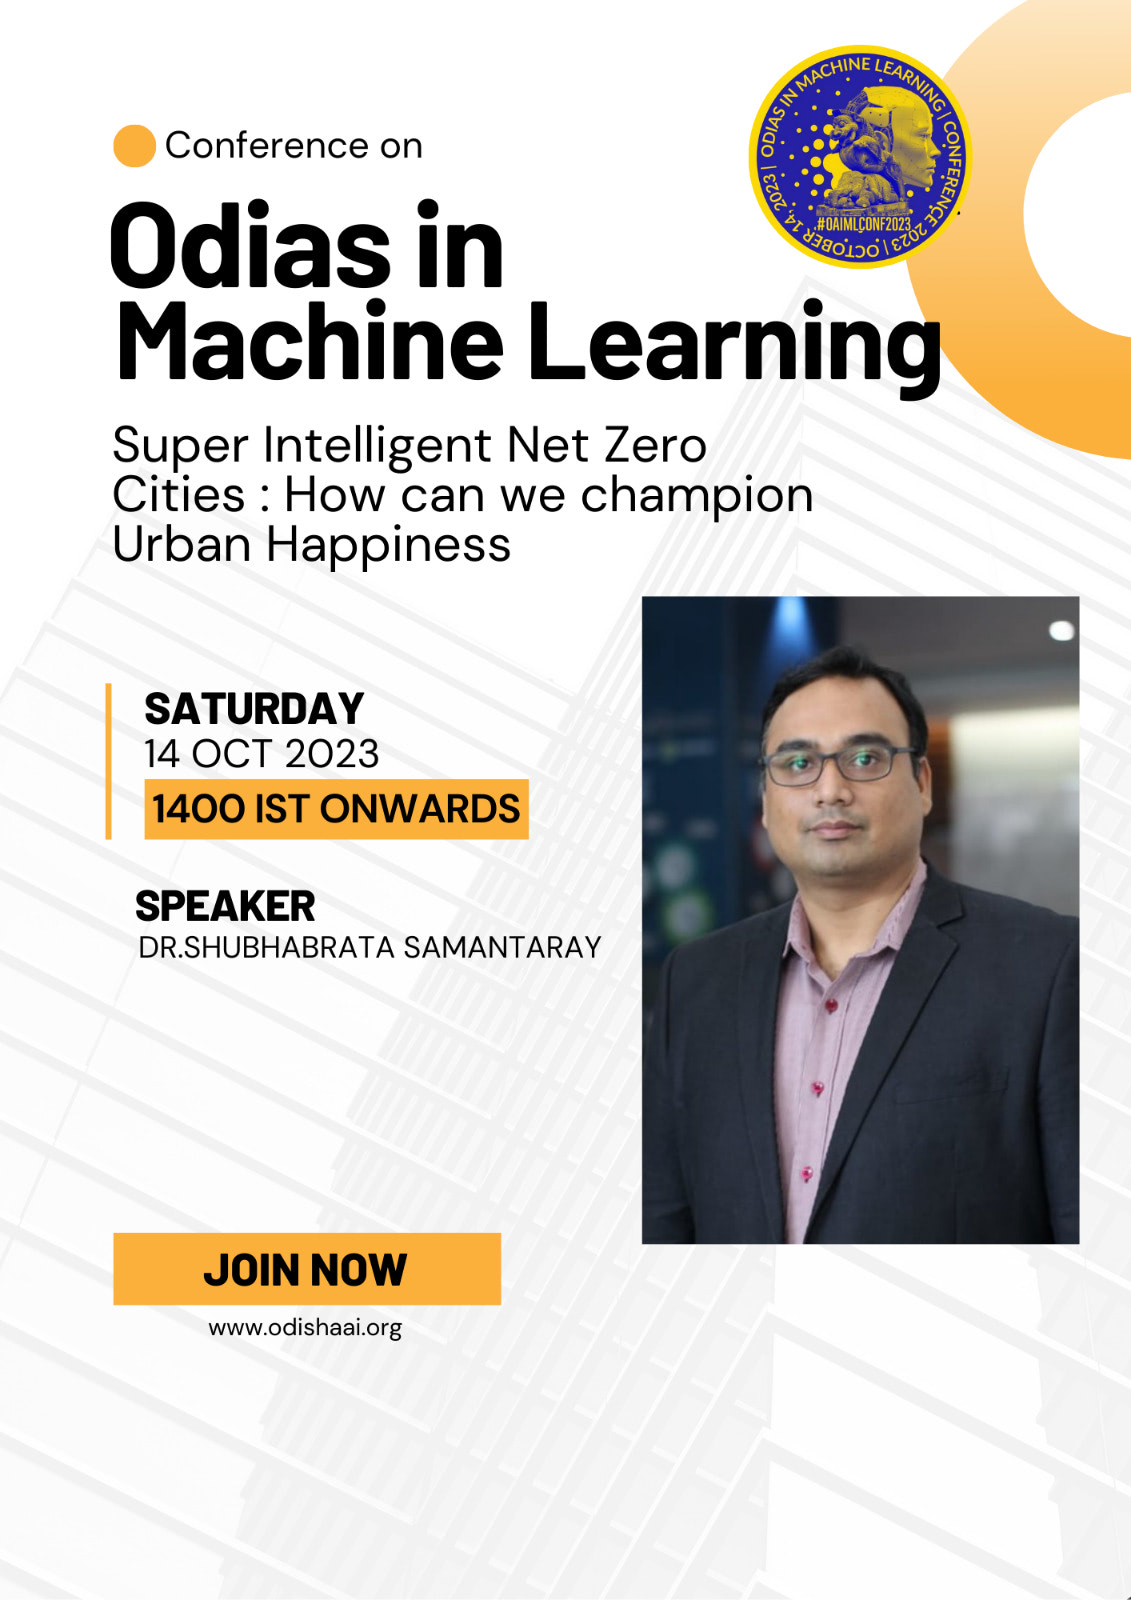 Conference on
Odias in
Machine Learning
ODIAS IN MACHINE LEARNING | CONFERENCE 2023 | OCTOBER 14, 2023 |
#OAIMLCONF2023
Super Intelligent Net Zero
Cities : How can we champion
Urban Happiness
SATURDAY
14 OCT 2023
1400 IST ONWARDS
SPEAKER
DR.SHUBHABRATA SAMANTARAY
JOIN NOW
www.odishaai.org